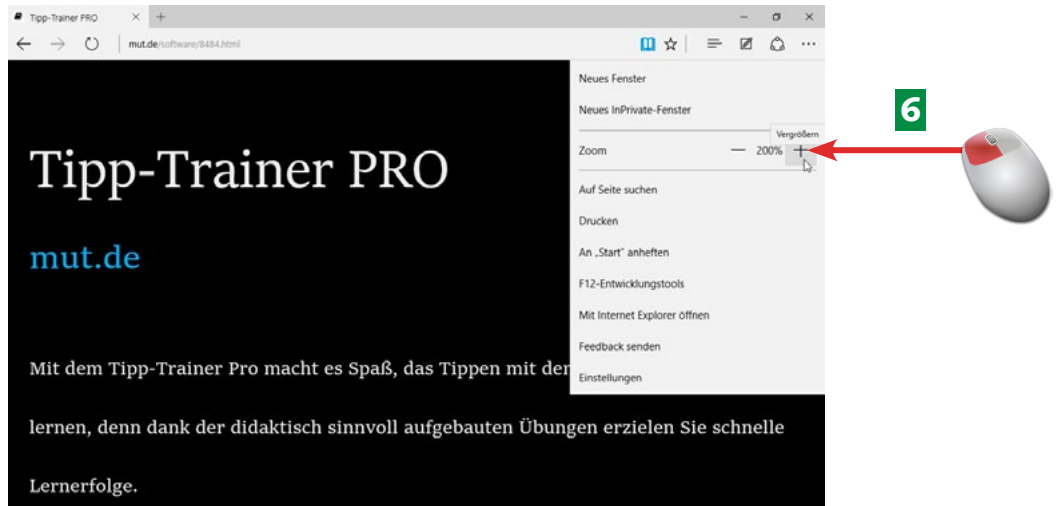 Tipp-Trainer PRO
mut.de/software/8484.html
Neues Fenster
Neues InPrivate-Fenster
6
Vergrößern
Zoom
200%
Tipp-Trainer PRO
Auf Seite suchen
Drucken
mut.de
An „Start“ anheften
F12-Entwicklungstools
Mit Internet Explorer öffnen
Feedback senden
Mit dem Tipp-Trainer Pro macht es Spaß, das Tippen mit der
Einstellungen
lernen, denn dank der didaktisch sinnvoll aufgebauten Übungen erzielen Sie schnelle
Lernerfolge.